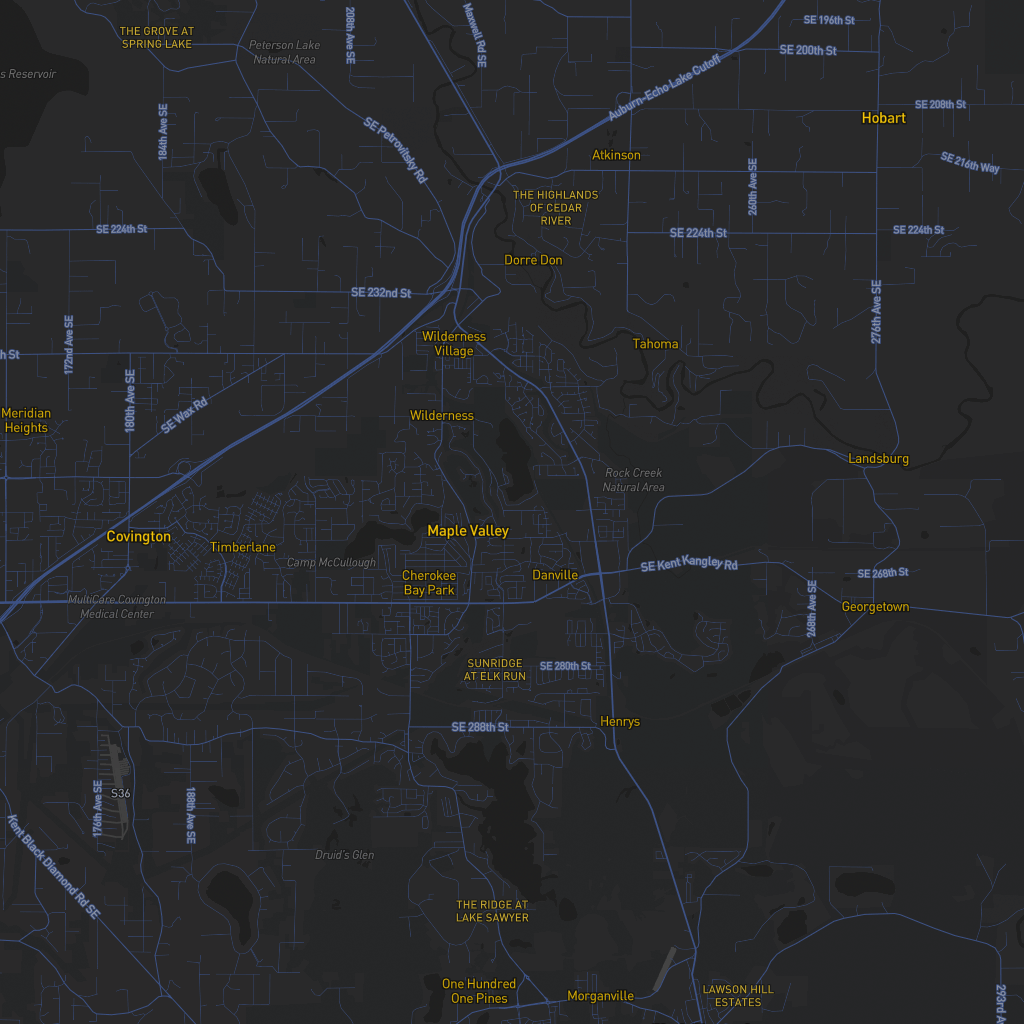 THE GROVE AT
SPRING LAKE
Peterson Lake
Natural Area
208th Ave SE
Maxwell Rd SE
SE 196th St
SE 200th St
s Reservoir
Auburn-Echo Lake Cutoff
SE 208th St
Hobart
184th Ave SE
SE Petrovitsky Rd
Atkinson
SE 216th Way
260th Ave SE
THE HIGHLANDS
OF CEDAR
RIVER
SE 224th St
SE 224th St
SE 224th St
Dorre Don
SE 232nd St
276th Ave SE
172nd Ave SE
Wilderness
Village
Tahoma
h St
180th Ave SE
SE Wax Rd
Meridian
Heights
Wilderness
Landsburg
Rock Creek
Natural Area
Covington
Timberlane
Maple Valley
Camp McCullough
Cherokee
Bay Park
Danville
SE Kent Kangley Rd
SE 268th St
268th Ave SE
MultiCare Covington
Medical Center
Georgetown
SUNRIDGE
AT ELK RUN
SE 280th St
SE 288th St
Henrys
176th Ave SE
S36
188th Ave SE
Kent Black Diamond Rd SE
Druid's Glen
THE RIDGE AT
LAKE SAWYER
One Hundred
One Pines
Morganville
LAWSON HILL
ESTATES
293rd A